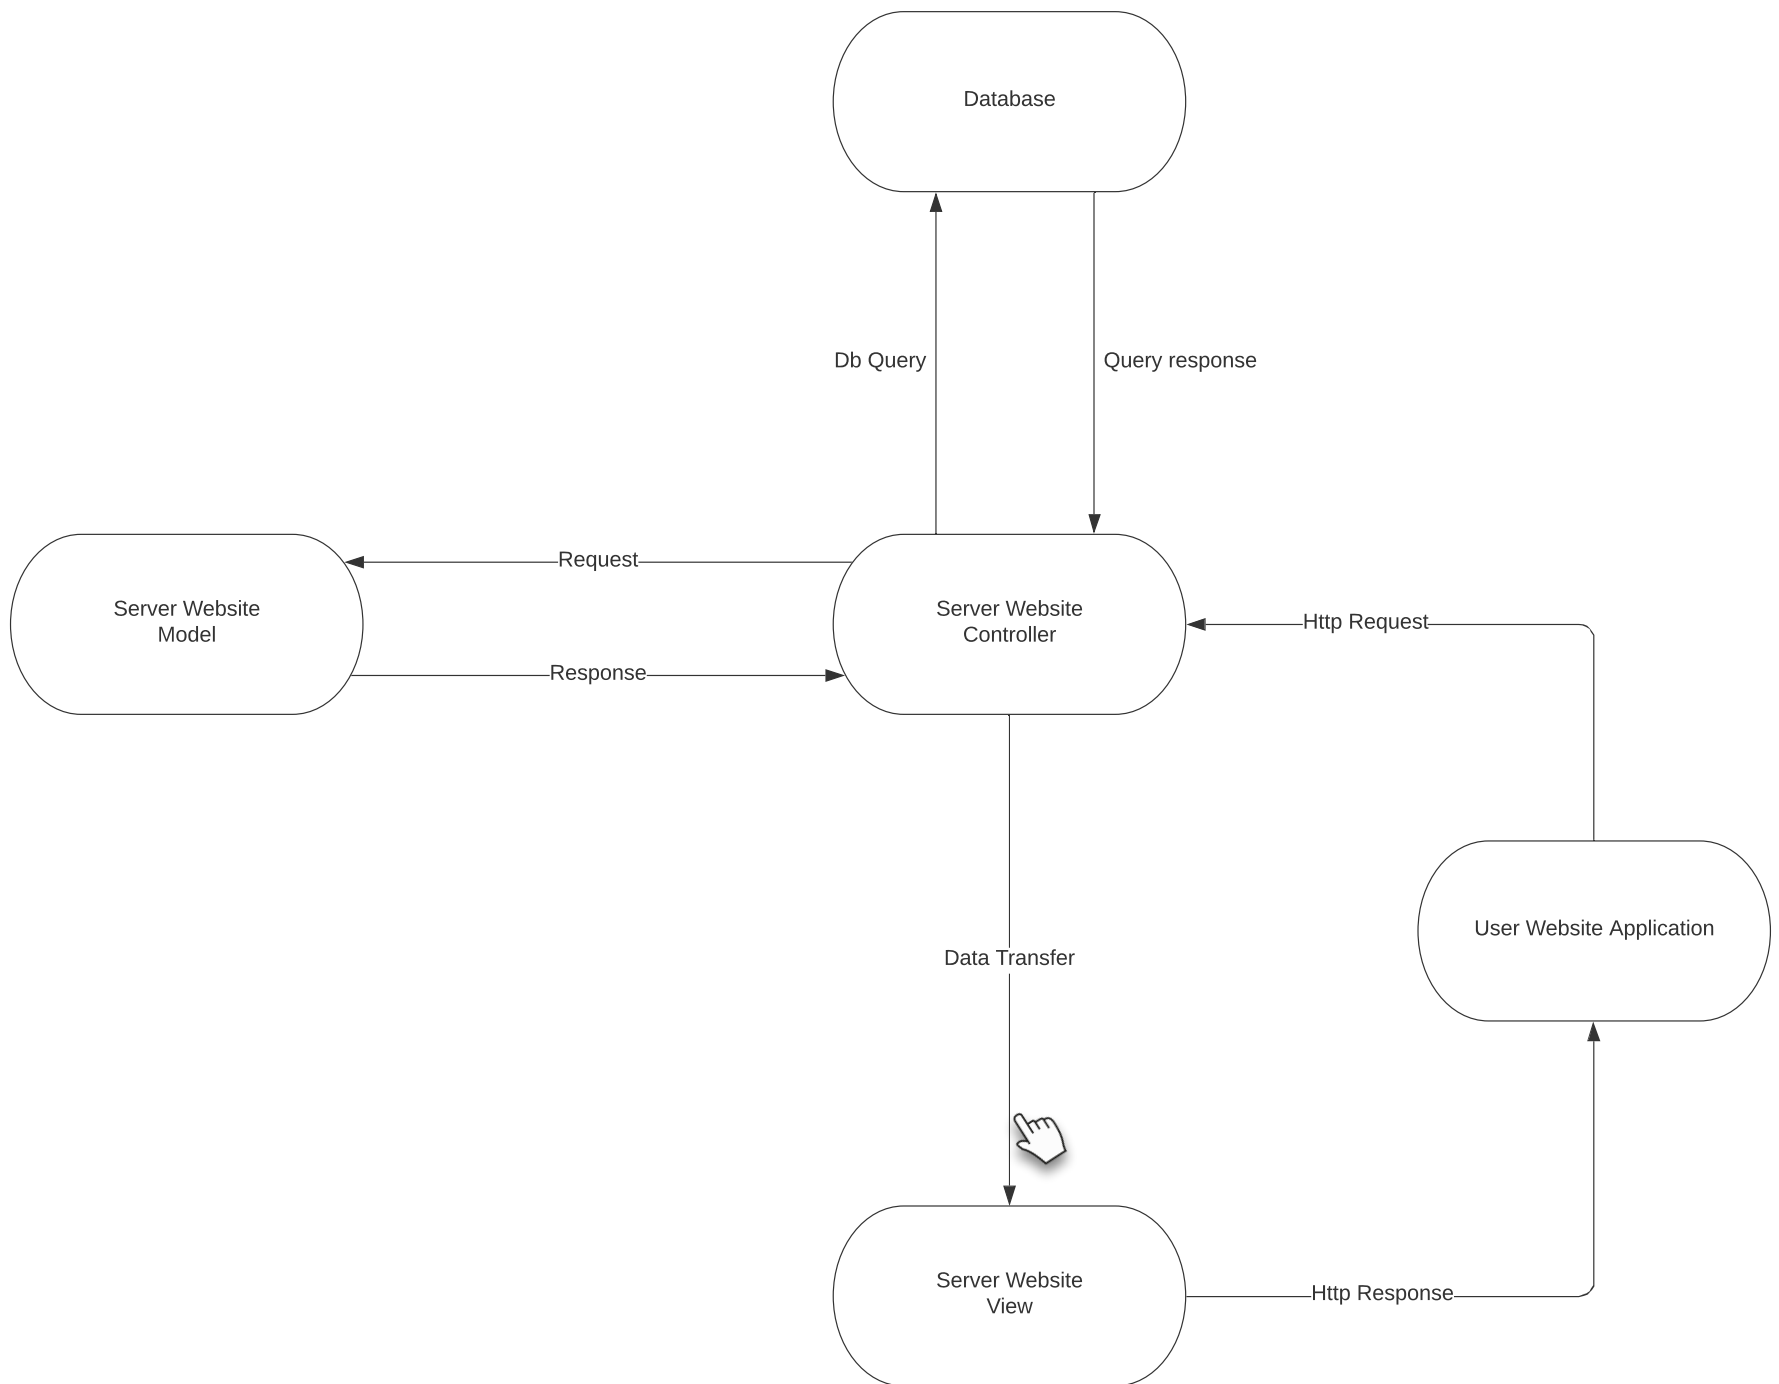 Database
Db Query
Query response
Request
Server Website
Model
Server Website
Controller
Http Request
Response
User Website Application
Data Transfer
Server Website
View
Http Response